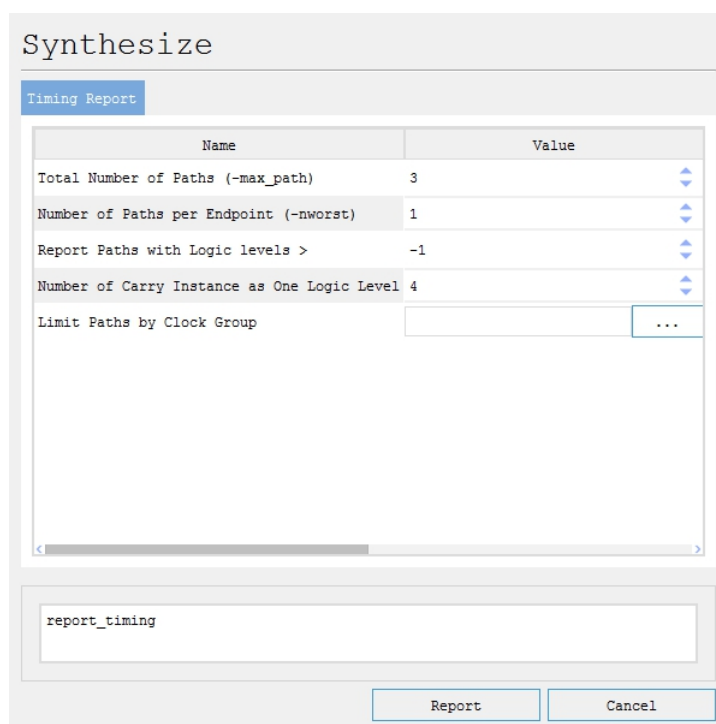 Synthesize
Timing Report
Name Value
Total Number of Paths (-max_path) 3
Number of Paths per Endpoint (-nworst) 1
Report Paths with Logic levels > -1
Number of Carry Instance as One Logic Level 4
Limit Paths by Clock Group ...
report_timing
Report Cancel